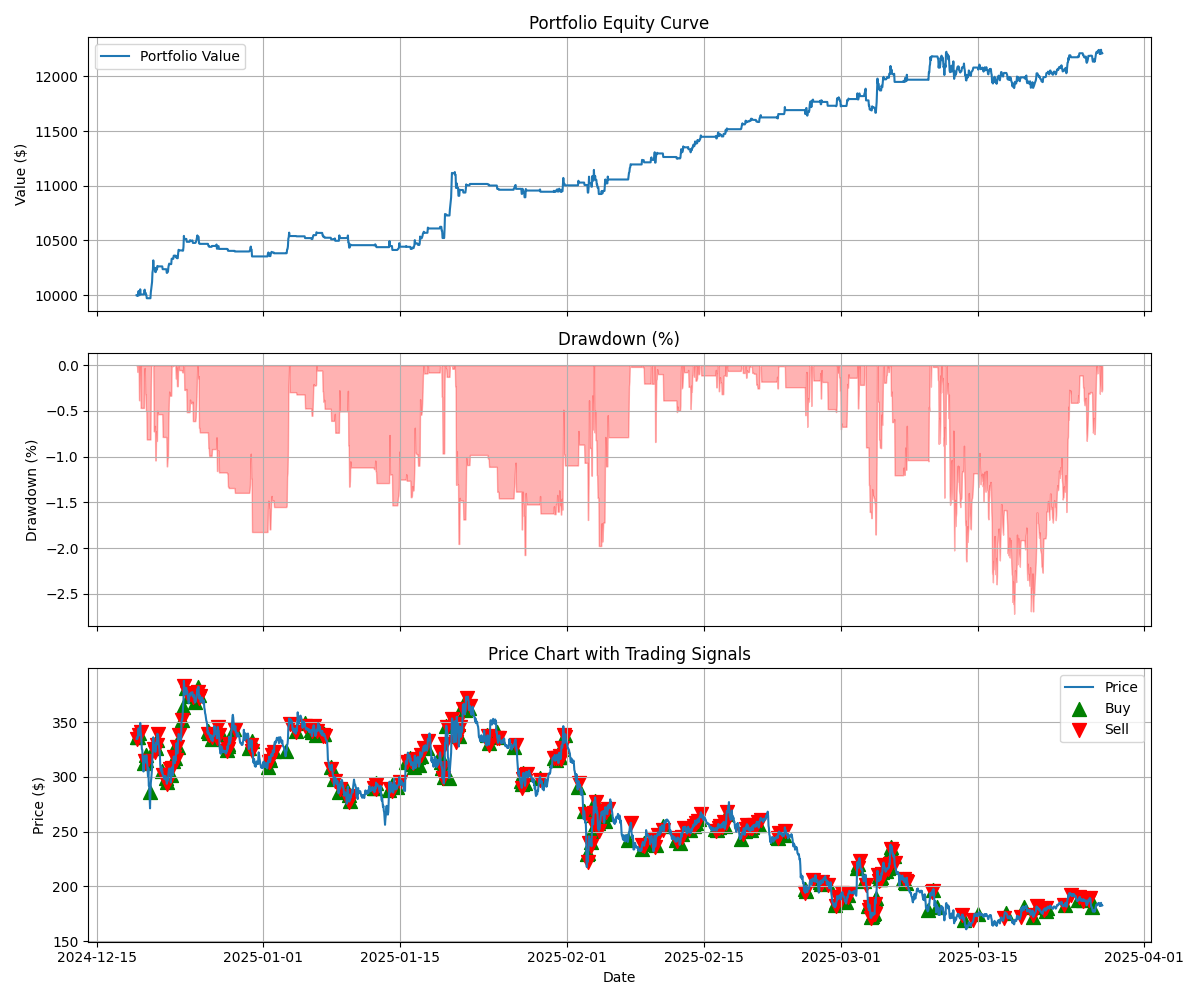 Portfolio Equity Curve
Portfolio Value
12000
11500
11000
10500
10000
Value ($)
Drawdown (%)
0.0
−0.5
−1.0
−1.5
−2.0
−2.5
Drawdown (%)
Price Chart with Trading Signals
Price
Buy
Sell
350
300
250
200
150
Price ($)
2024-12-15 2025-01-01 2025-01-15 2025-02-01 2025-02-15 2025-03-01 2025-03-15 2025-04-01
Date